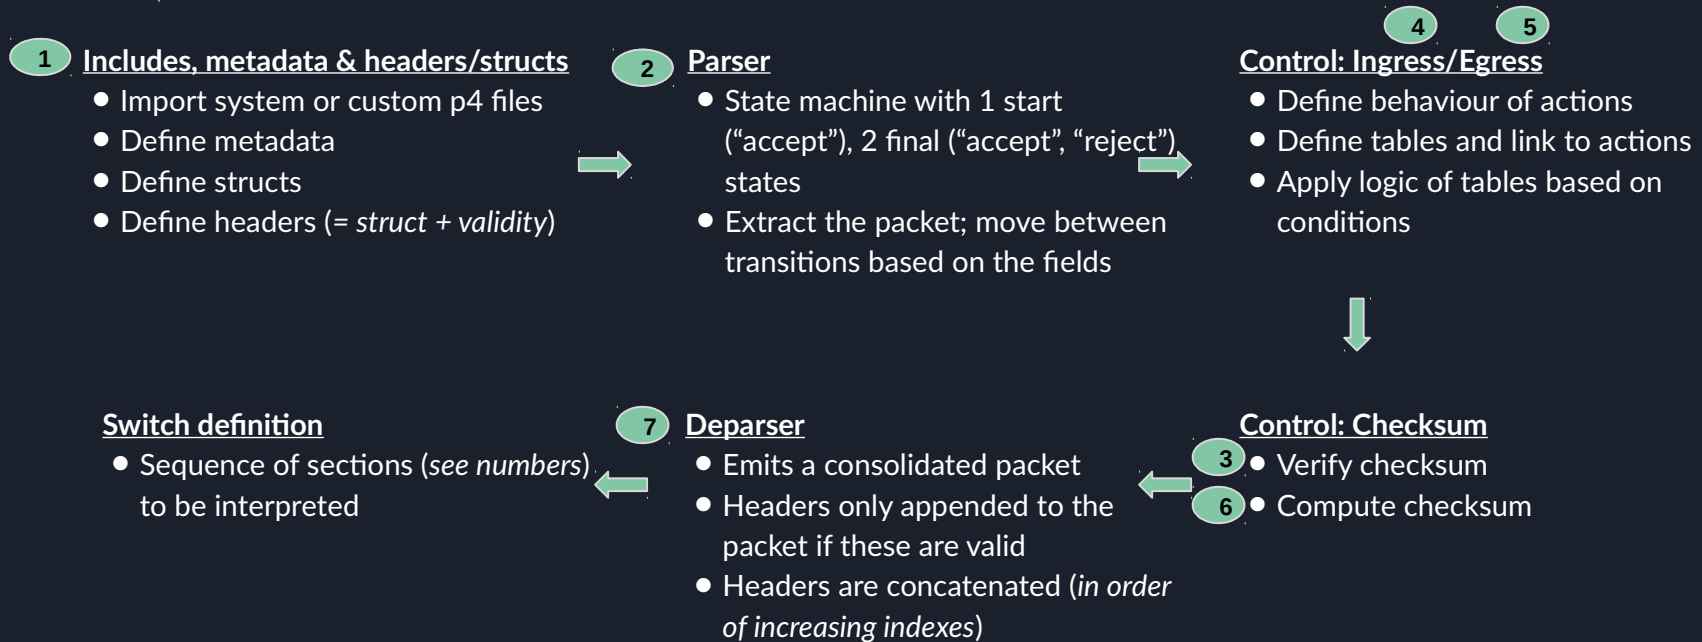 1
Includes, metadata & headers/structs
● Import system or custom p4 files
● Define metadata
● Define structs
● Define headers (= struct + validity)
2
Parser
● State machine with 1 start
(“accept”), 2 final (“accept”, “reject”)
states
● Extract the packet; move between
transitions based on the fields
4
5
Control: Ingress/Egress
● Define behaviour of actions
● Define tables and link to actions
● Apply logic of tables based on
conditions
Switch definition
● Sequence of sections (see numbers)
to be interpreted
7
Deparser
● Emits a consolidated packet
● Headers only appended to the
packet if these are valid
● Headers are concatenated (in order
of increasing indexes)
Control: Checksum
3
● Verify checksum
6
● Compute checksum